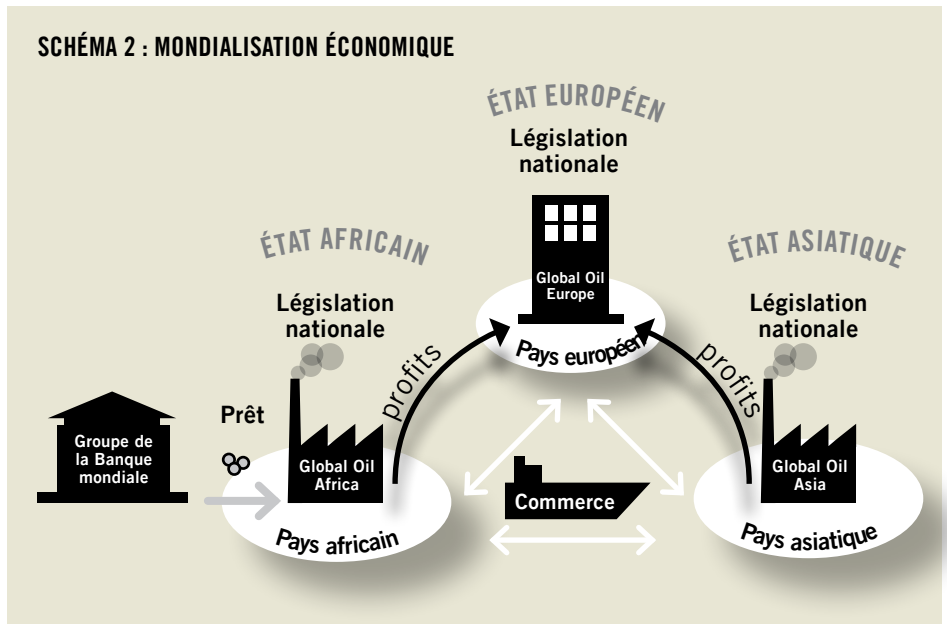 SCHÉMA 2 : MONDIALISATION ÉCONOMIQUE
ÉTAT EUROPÉEN
Législation
nationale
Global Oil
Europe
Pays européen
ÉTAT AFRICAIN
Législation
nationale
ÉTAT ASIATIQUE
Législation
nationale
profits
profits
Groupe de
la Banque
mondiale
Prêt
Global Oil
Africa
Pays africain
Commerce
Global Oil
Asia
Pays asiatique